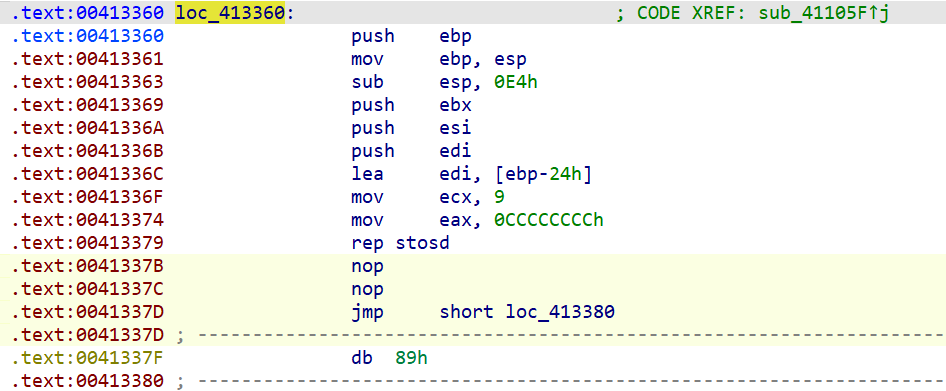 .text:00413360 loc_413360: ; CODE XREF: sub_41105F↑j
.text:00413360 push ebp
.text:00413361 mov ebp, esp
.text:00413363 sub esp, 0E4h
.text:00413369 push ebx
.text:0041336A push esi
.text:0041336B push edi
.text:0041336C lea edi, [ebp-24h]
.text:0041336F mov ecx, 9
.text:00413374 mov eax, 0CCCCCCCCh
.text:00413379 rep stosd
.text:0041337B nop
.text:0041337C nop
.text:0041337D jmp short loc_413380
.text:0041337D ; ---------------------------------------------------------------------------
.text:0041337F db 89h
.text:00413380 ; ---------------------------------------------------------------------------